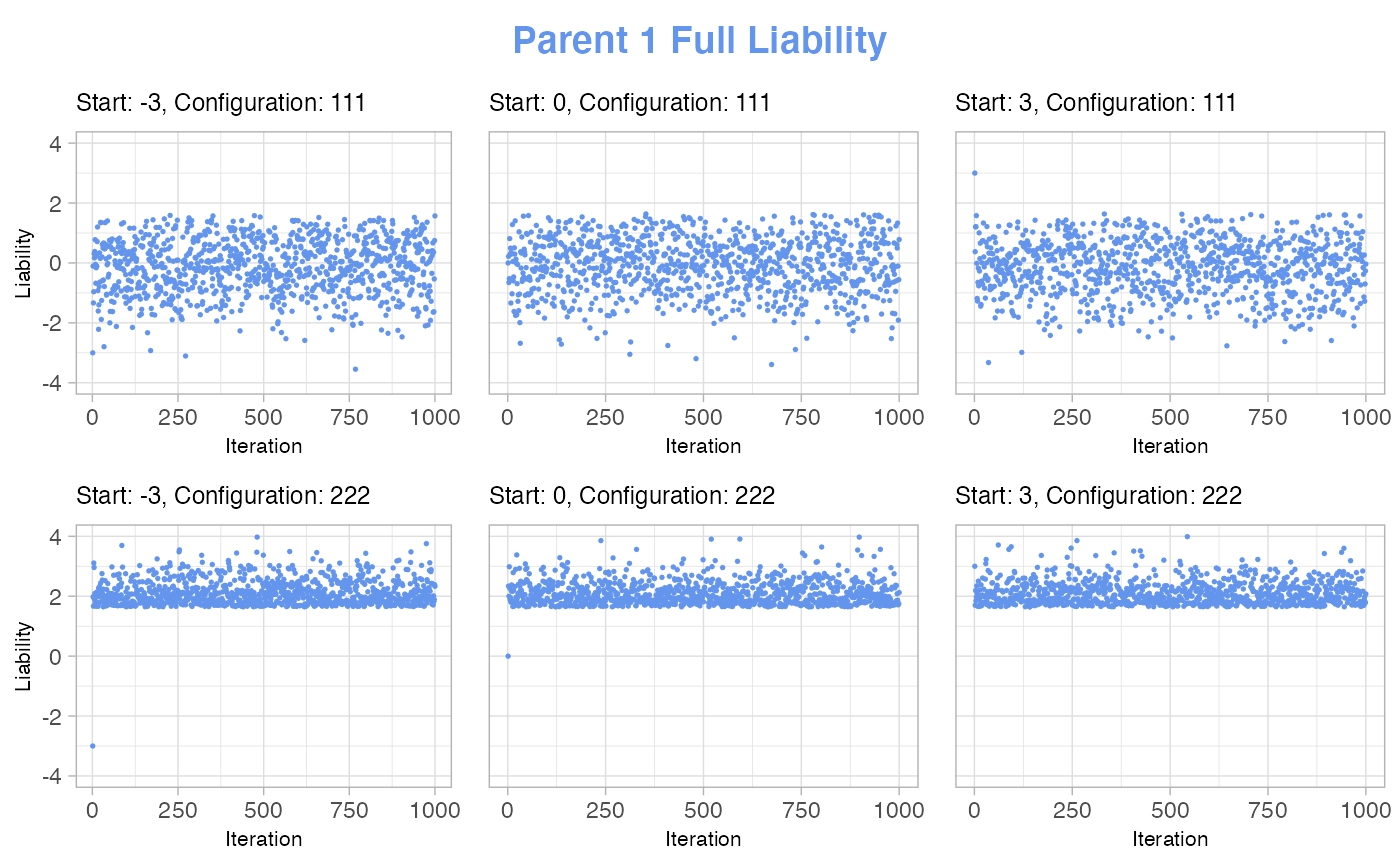 Parent 1 Full Liability
Start: -3, Configuration: 111
Start: 0, Configuration: 111
Start: 3, Configuration: 111
Liability
4
2
0
-2
-4
0 250 500 750 1000
0 250 500 750 1000
0 250 500 750 1000
Iteration
Iteration
Iteration
Start: -3, Configuration: 222
Start: 0, Configuration: 222
Start: 3, Configuration: 222
Liability
4
2
0
-2
-4
0 250 500 750 1000
0 250 500 750 1000
0 250 500 750 1000
Iteration
Iteration
Iteration